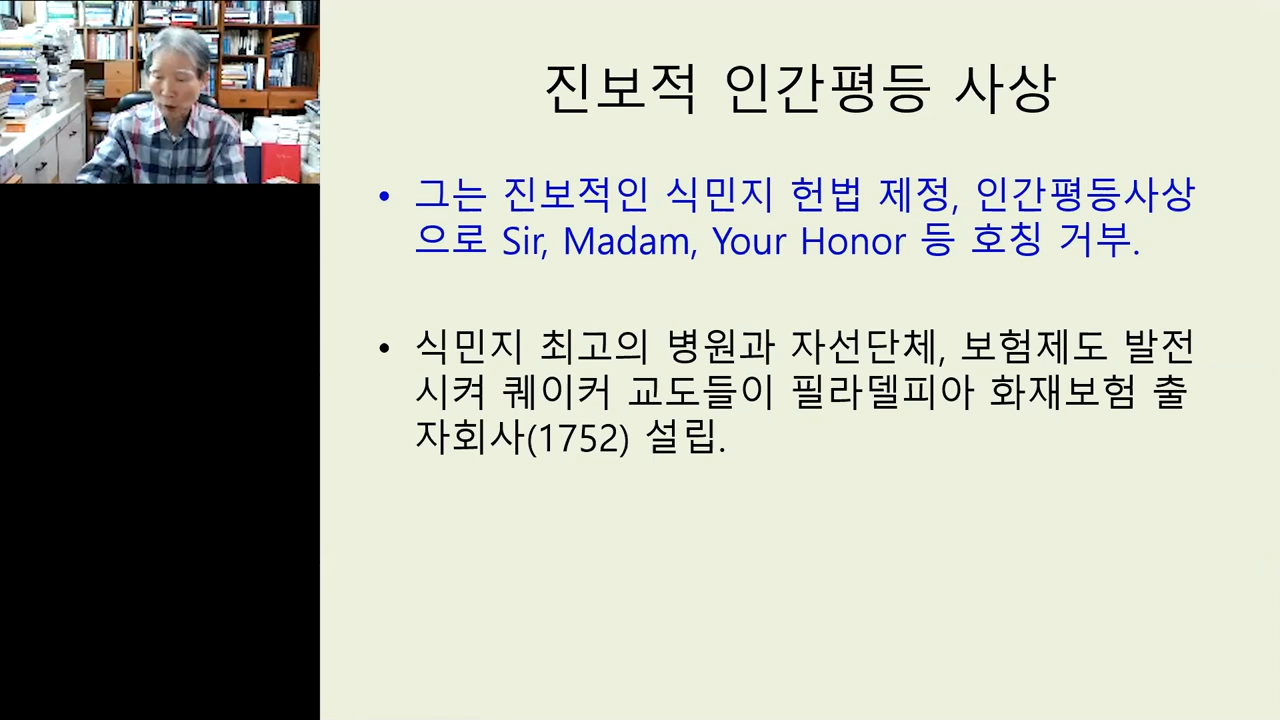 진보적 인간평등 사상
• 그는 진보적인 식민지 헌법 제정, 인간평등사상
으로 Sir, Madam, Your Honor 등 호칭 거부.
• 식민지 최고의 병원과 자선단체, 보험제도 발전
시켜 퀘이커 교도들이 필라델피아 화재보험 출
자회사(1752) 설립.